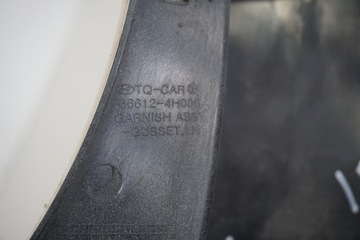 TQ-CAR
86612-4H000
GARNISH ASSY
-GUSSET,LH